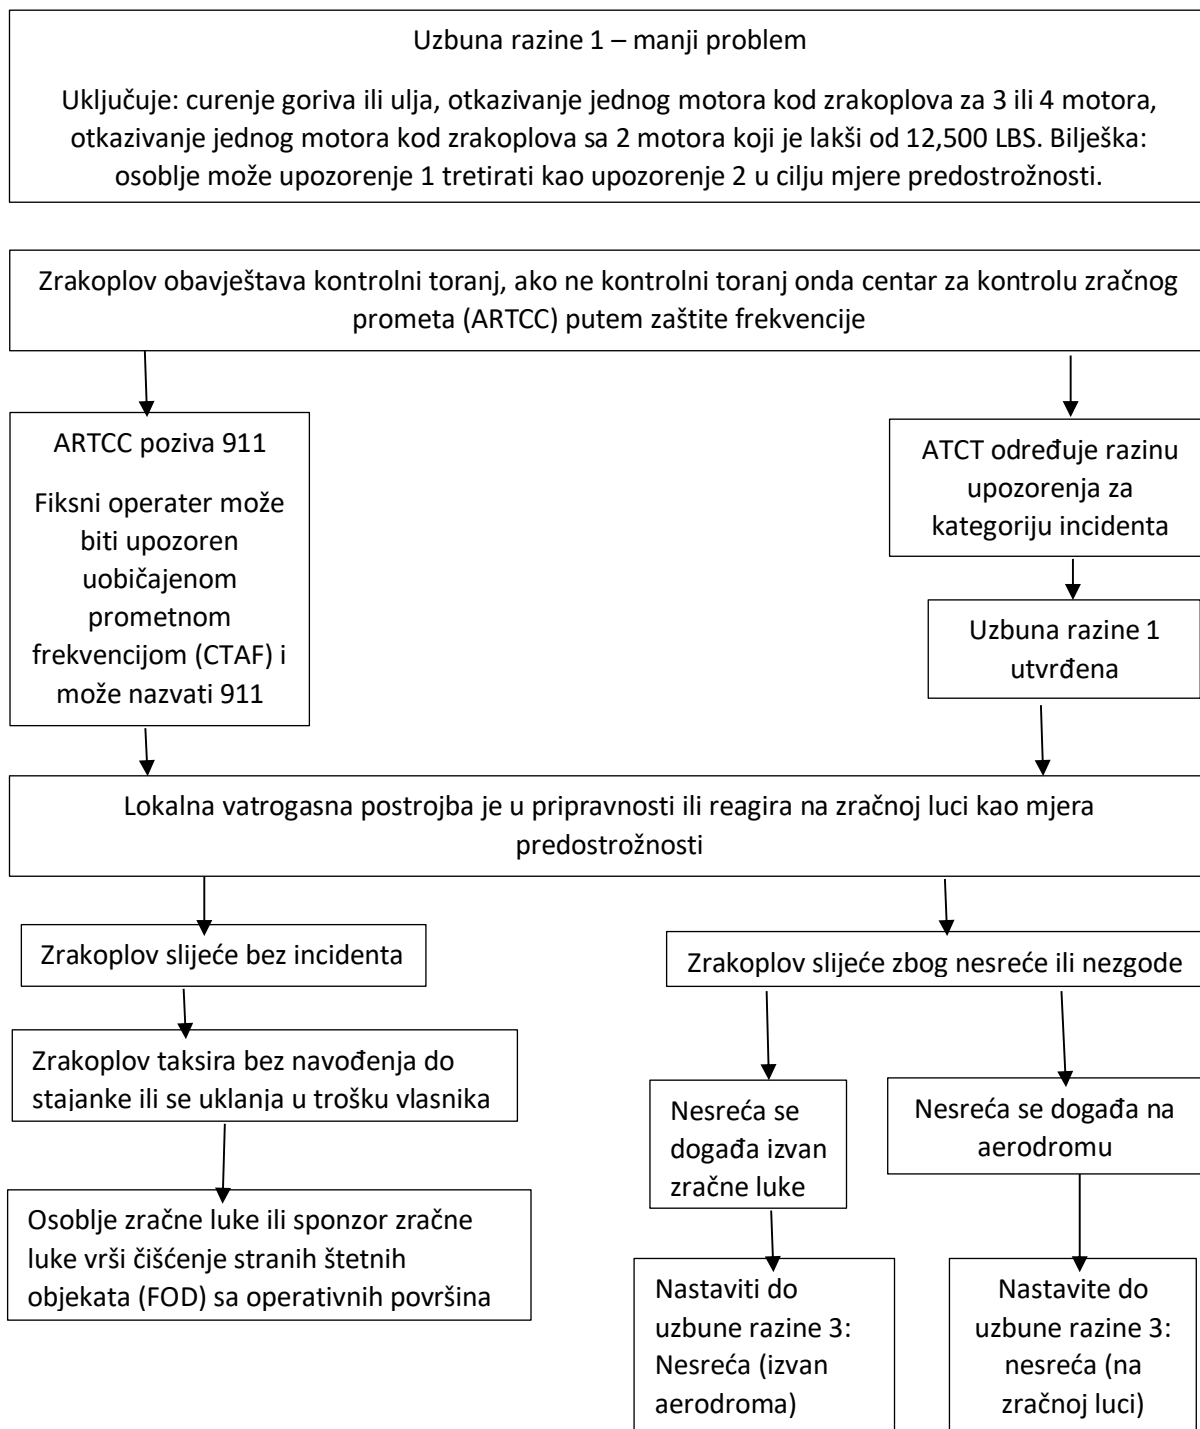 Uzbuna razine 1 – manji problem
Uključuje: curenje goriva ili ulja, otkazivanje jednog motora kod zrakoplova za 3 ili 4 motora,
otkazivanje jednog motora kod zrakoplova sa 2 motora koji je lakši od 12,500 LBS. Bilješka:
osoblje može upozorenje 1 tretirati kao upozorenje 2 u cilju mjere predostrožnosti.
Zrakoplov obavještava kontrolni toranj, ako ne kontrolni toranj onda centar za kontrolu zračnog
prometa (ARTCC) putem zaštite frekvencije
ARTCC poziva 911
Fiksni operater može
biti upozoren
uobičajenom
prometnom
frekvencijom (CTAF) i
može nazvati 911
ATCT određuje razinu
upozorenja za
kategoriju incidenta
Uzbuna razine 1
utvrđena
Lokalna vatrogasna postrojba je u pripravnosti ili reagira na zračnoj luci kao mjera
predostrožnosti
Zrakoplov slijeće bez incidenta
Zrakoplov taksira bez navođenja do
stajanke ili se uklanja u trošku vlasnika
Osoblje zračne luke ili sponzor zračne
luke vrši čišćenje stranih štetnih
objekata (FOD) sa operativnih površina
Zrakoplov slijeće zbog nesreće ili nezgode
Nesreća se
događa izvan
zračne luke
Nastaviti do
uzbune razine 3:
Nesreća (izvan
aerodroma)
Nesreća se događa na
aerodromu
Nastavite do
uzbune razine 3:
nesreća (na
zračnoj luci)